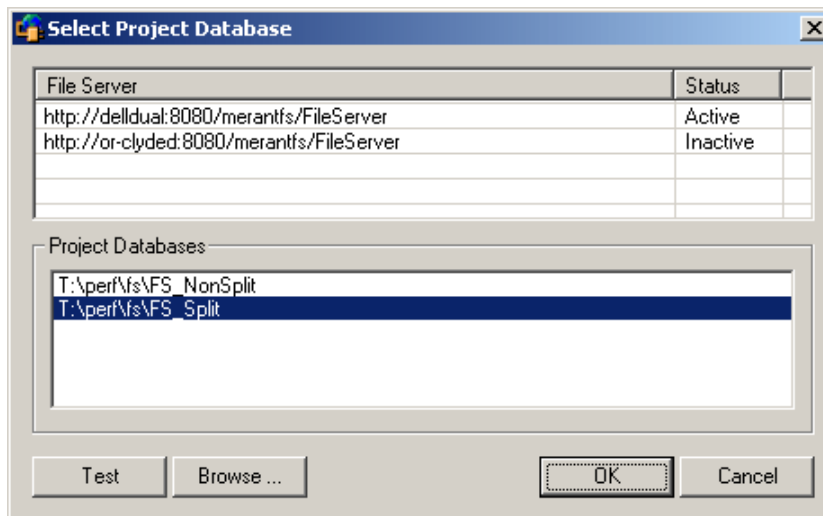 Select Project Database
File Server Status
http://delldual:8080/merantfs/FileServer Active
http://or-clyded:8080/merantfs/FileServer Inactive
Project Databases
T:\perf\fs\FS_NonSplit
T:\perf\fs\FS_Split
Test Browse ... OK Cancel